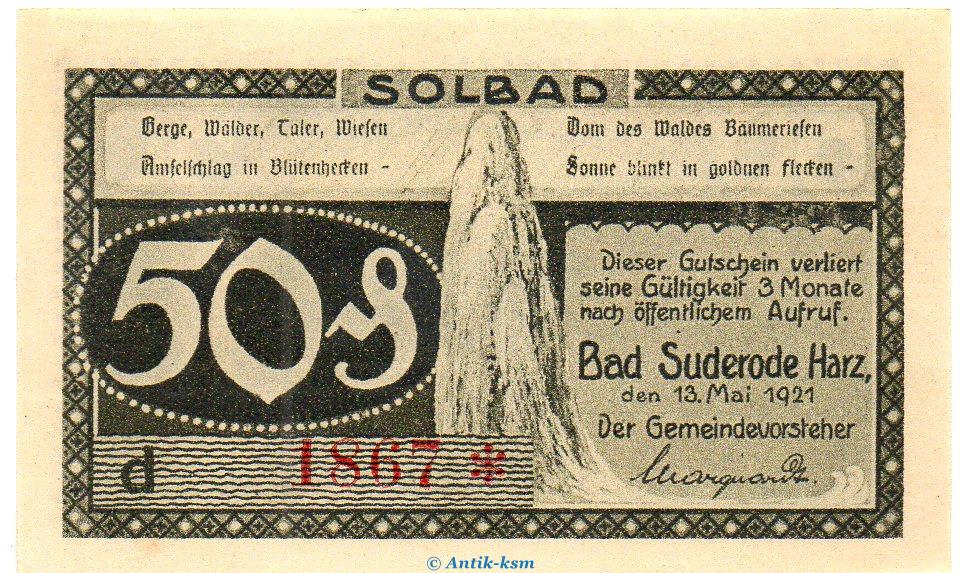 SOLBAD
Berge, Wälder, Taler, Wiesen
Amselschlag in Blütenhecken -
Vom des Waldes Bäumeriesen
Sonne blinkt in goldnen Flecken -
50 ₰
Dieser Gutschein verliert
seine Gültigkeit 3 Monate
nach öffentlichem Aufruf.
Bad Suderode Harz,
den 13. Mai 1921
Der Gemeindevorsteher
Marquardt.
d
1867 *
© Antik-ksm